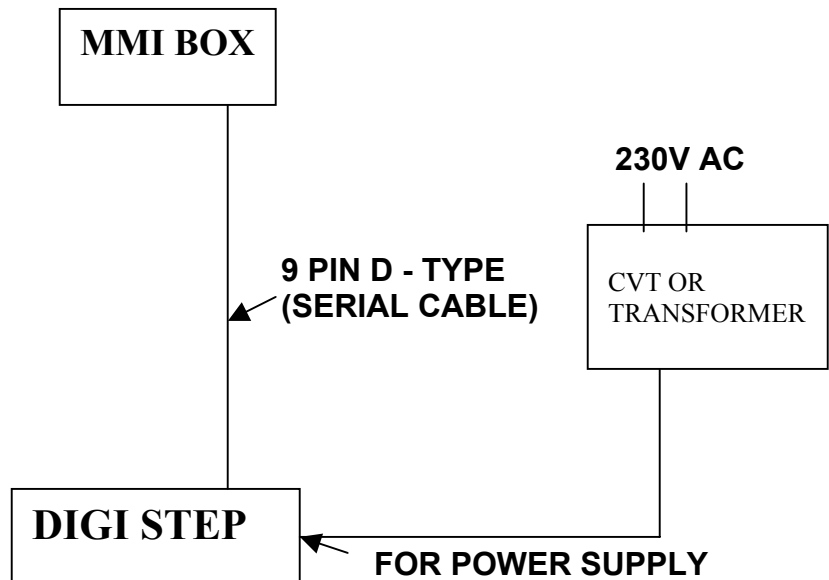 MMI BOX
230V AC
9 PIN D - TYPE
(SERIAL CABLE)
CVT OR
TRANSFORMER
DIGI STEP
FOR POWER SUPPLY